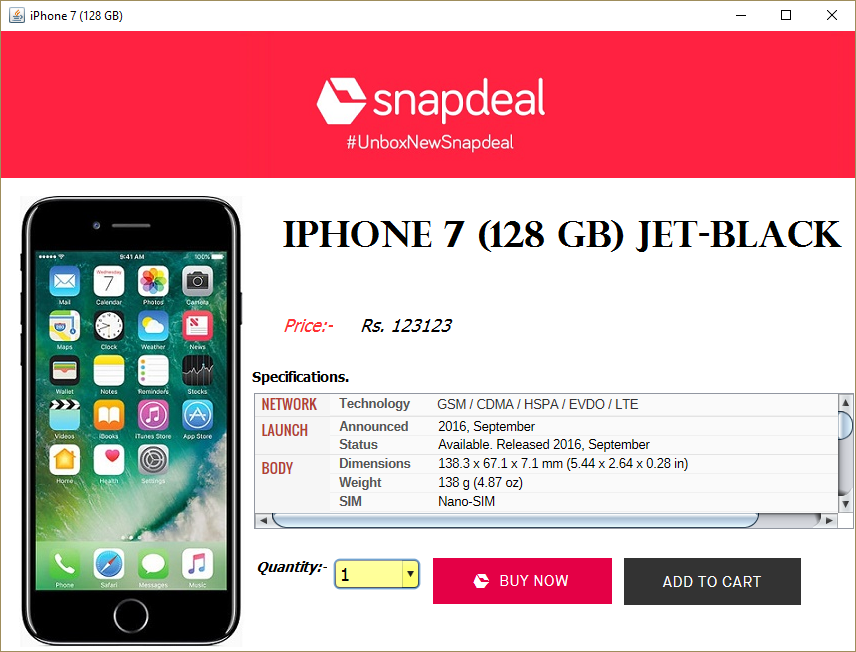 iPhone 7 (128 GB)
snapdeal
#UnboxNewSnapdeal
IPHONE 7 (128 GB) JET-BLACK
9:41 AM 100%
Mail Calendar Photos Camera
Wednesday
7
Maps Clock Weather News
Wallet Notes Reminders Stocks
Videos iBooks iTunes Store App Store
Home Health Settings
Phone Safari Messages Music
Price:- Rs. 123123
Specifications.
NETWORK Technology GSM / CDMA / HSPA / EVDO / LTE
LAUNCH Announced 2016, September
Status Available. Released 2016, September
BODY Dimensions 138.3 x 67.1 x 7.1 mm (5.44 x 2.64 x 0.28 in)
Weight 138 g (4.87 oz)
SIM Nano-SIM
Quantity:- 1 BUY NOW ADD TO CART